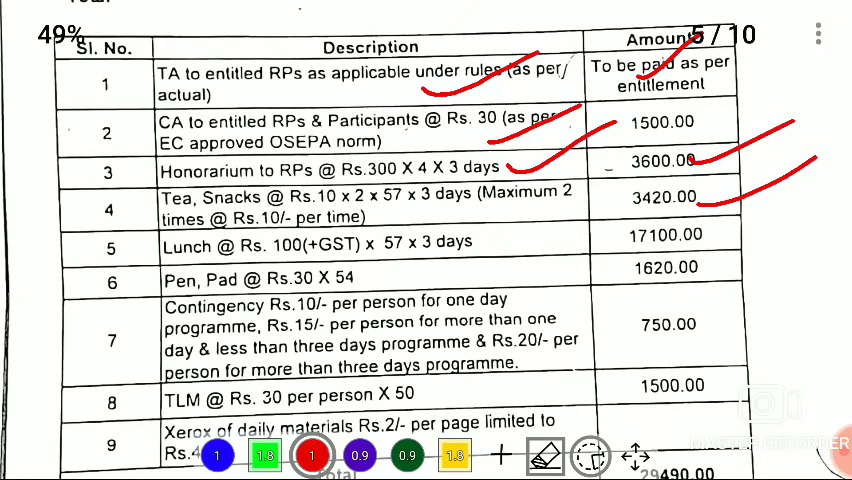 49%
5 / 10
Sl. No. Description Amount
1 TA to entitled RPs as applicable under rules (as per actual) To be paid as per entitlement
2 CA to entitled RPs & Participants @ Rs. 30 (as per EC approved OSEPA norm) 1500.00
3 Honorarium to RPs @ Rs.300 X 4 X 3 days 3600.00
4 Tea, Snacks @ Rs.10 x 2 x 57 x 3 days (Maximum 2 times @ Rs.10/- per time) 3420.00
5 Lunch @ Rs. 100(+GST) x 57 x 3 days 17100.00
6 Pen, Pad @ Rs.30 X 54 1620.00
7 Contingency Rs.10/- per person for one day programme, Rs.15/- per person for more than one day & less than three days programme & Rs.20/- per person for more than three days programme. 750.00
8 TLM @ Rs. 30 per person X 50 1500.00
9 Xerox of daily materials Rs.2/- per page limited to
Total 29490.00
1 1.8 1 0.9 0.9 1.8
MASTER RECORDER